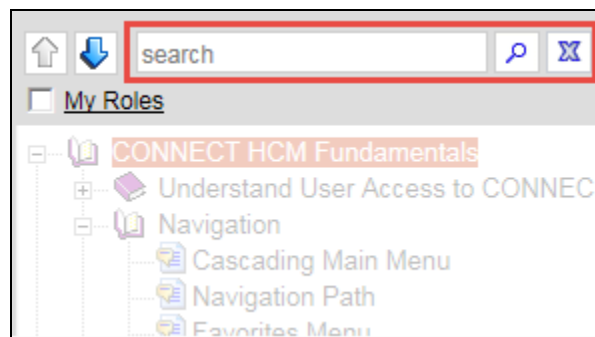 search
My Roles
CONNECT HCM Fundamentals
Understand User Access to CONNEC
Navigation
Cascading Main Menu
Navigation Path
Favorites Menu